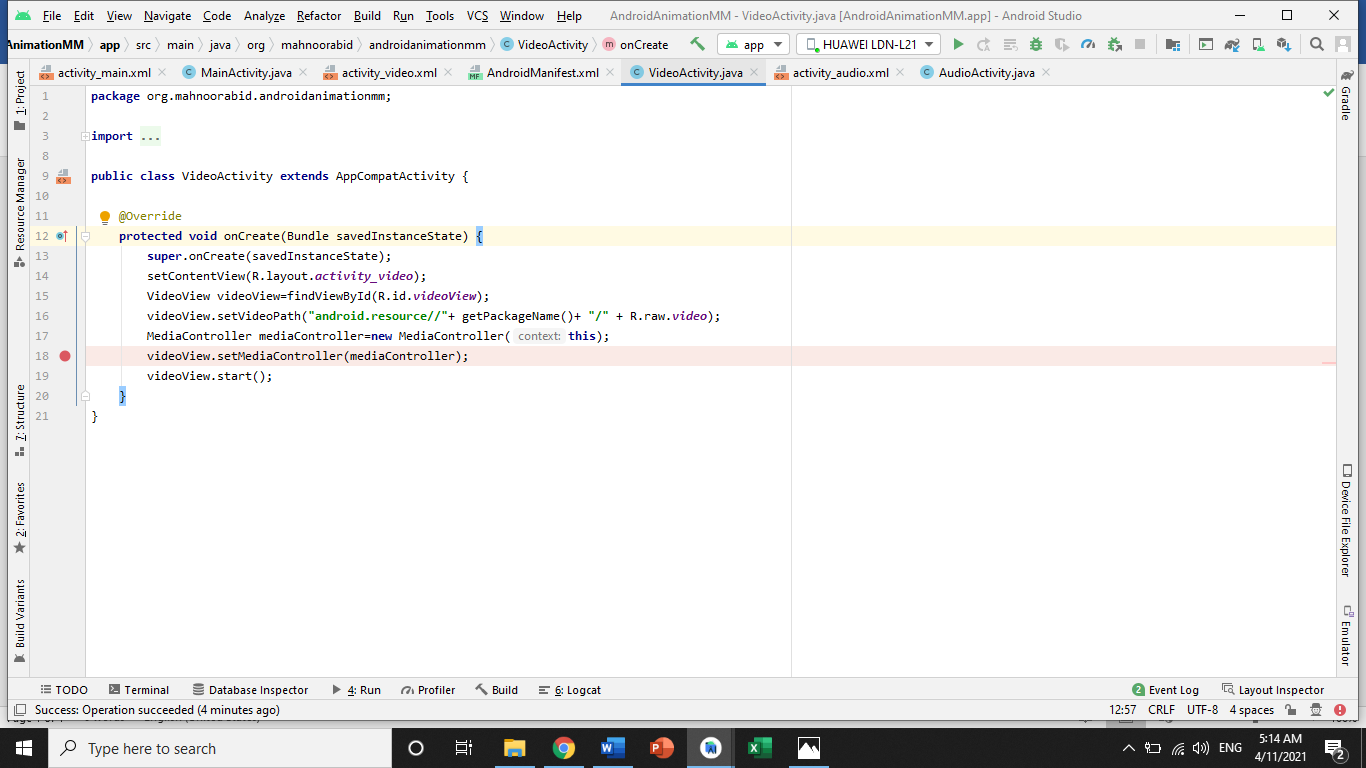 File Edit View Navigate Code Analyze Refactor Build Run Tools VCS Window Help AndroidAnimationMM - VideoActivity.java [AndroidAnimationMM.app] - Android Studio
AnimationMM app src main java org mahnoorabid androidanimationmm VideoActivity onCreate app HUAWEI LDN-L21
activity_main.xml MainActivity.java activity_video.xml AndroidManifest.xml VideoActivity.java activity_audio.xml AudioActivity.java
1: Project
Resource Manager
7: Structure
2: Favorites
Build Variants
1 package org.mahnoorabid.androidanimationmm;
2
3 import ...
8
9 public class VideoActivity extends AppCompatActivity {
10
11 @Override
12 protected void onCreate(Bundle savedInstanceState) {
13 super.onCreate(savedInstanceState);
14 setContentView(R.layout.activity_video);
15 VideoView videoView=findViewById(R.id.videoView);
16 videoView.setVideoPath("android.resource//"+ getPackageName()+ "/" + R.raw.video);
17 MediaController mediaController=new MediaController( context: this);
18 videoView.setMediaController(mediaController);
19 videoView.start();
20 }
21 }
Gradle
Device File Explorer
Emulator
TODO Terminal Database Inspector 4: Run Profiler Build 6: Logcat 2 Event Log Layout Inspector
Success: Operation succeeded (4 minutes ago) 12:57 CRLF UTF-8 4 spaces
Type here to search ENG 5:14 AM
4/11/2021 2